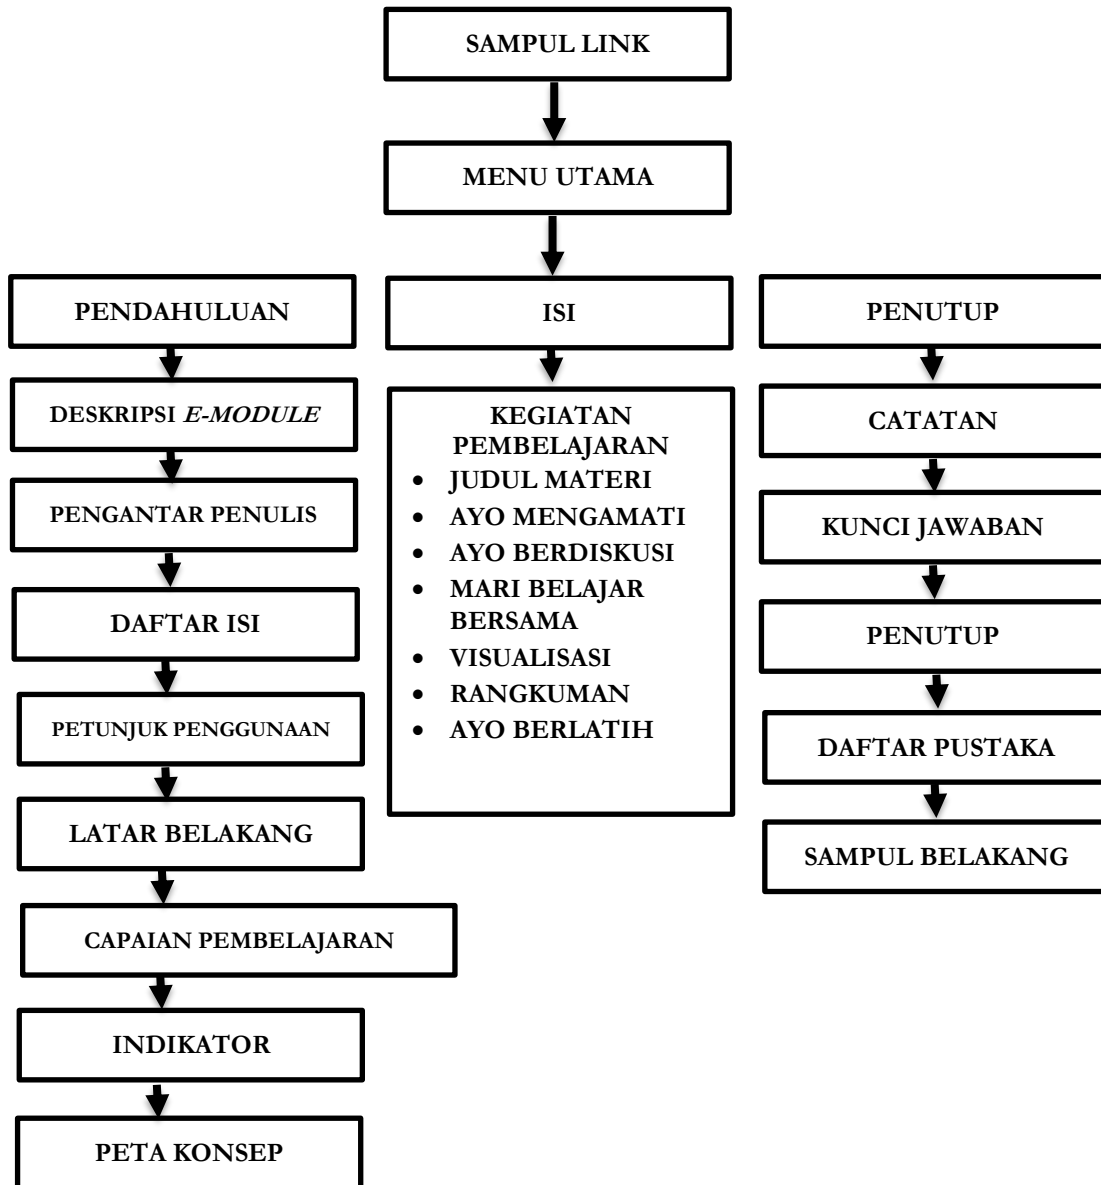 SAMPUL LINK
MENU UTAMA
PENDAHULUAN
DESKRIPSI E-MODULE
PENGANTAR PENULIS
DAFTAR ISI
PETUNJUK PENGGUNAAN
LATAR BELAKANG
CAPAIAN PEMBELAJARAN
INDIKATOR
PETA KONSEP
ISI
KEGIATAN
PEMBELAJARAN
• JUDUL MATERI
• AYO MENGAMATI
• AYO BERDISKUSI
• MARI BELAJAR
BERSAMA
• VISUALISASI
• RANGKUMAN
• AYO BERLATIH
PENUTUP
CATATAN
KUNCI JAWABAN
PENUTUP
DAFTAR PUSTAKA
SAMPUL BELAKANG